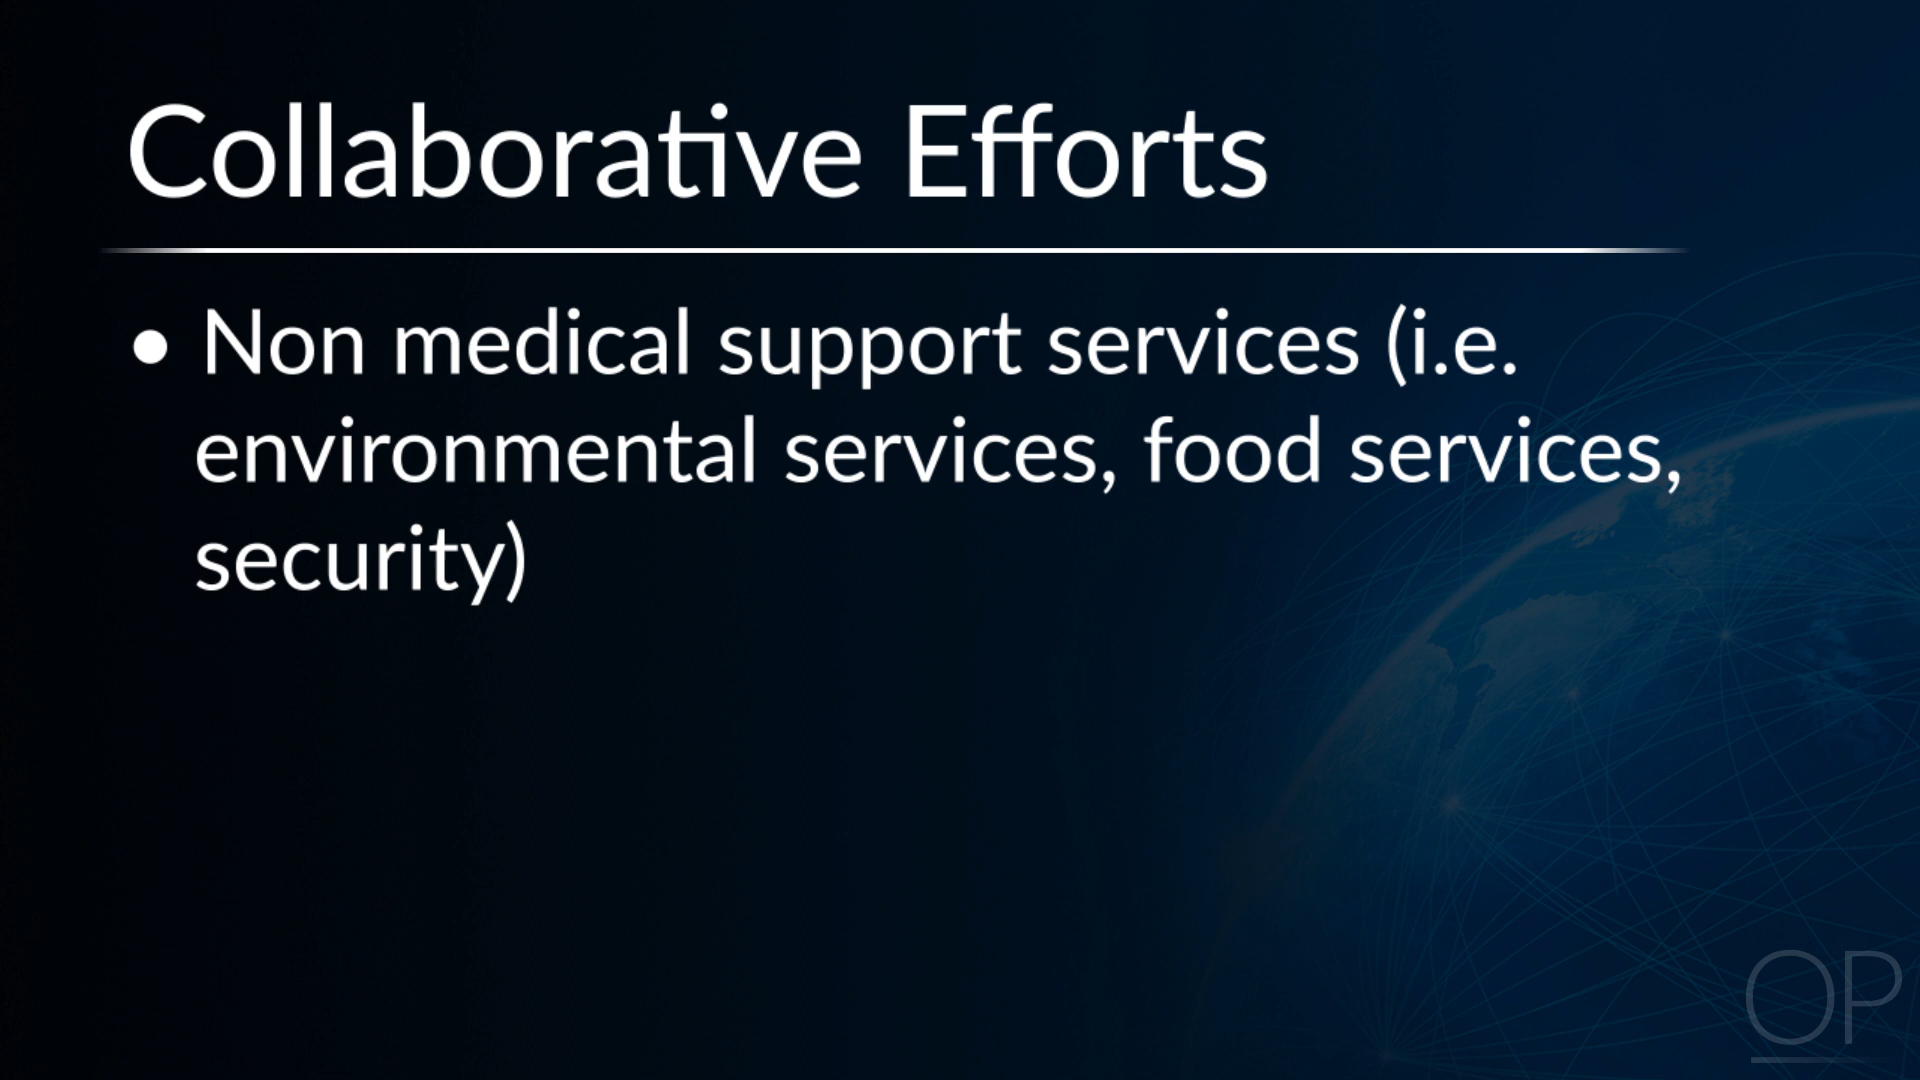 Collaborative Efforts
• Non medical support services (i.e.
environmental services, food services,
security)
OP